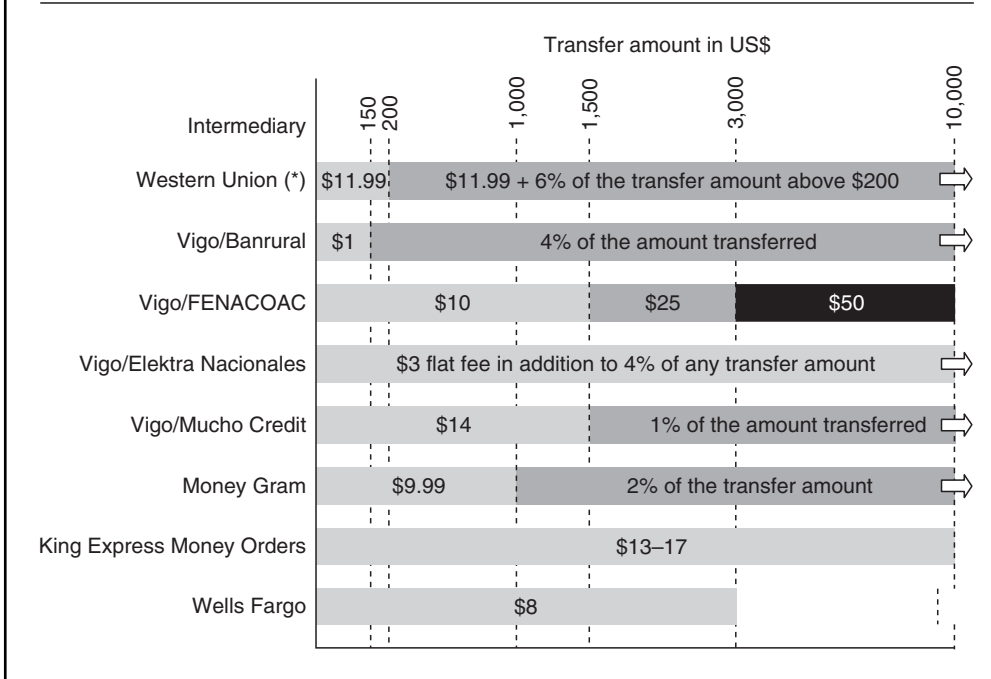 Transfer amount in US$
Intermediary
150
200
1,000
1,500
3,000
10,000
Western Union (*) $11.99 $11.99 + 6% of the transfer amount above $200
Vigo/Banrural $1 4% of the amount transferred
Vigo/FENACOAC $10 $25 $50
Vigo/Elektra Nacionales $3 flat fee in addition to 4% of any transfer amount
Vigo/Mucho Credit $14 1% of the amount transferred
Money Gram $9.99 2% of the transfer amount
King Express Money Orders $13–17
Wells Fargo $8